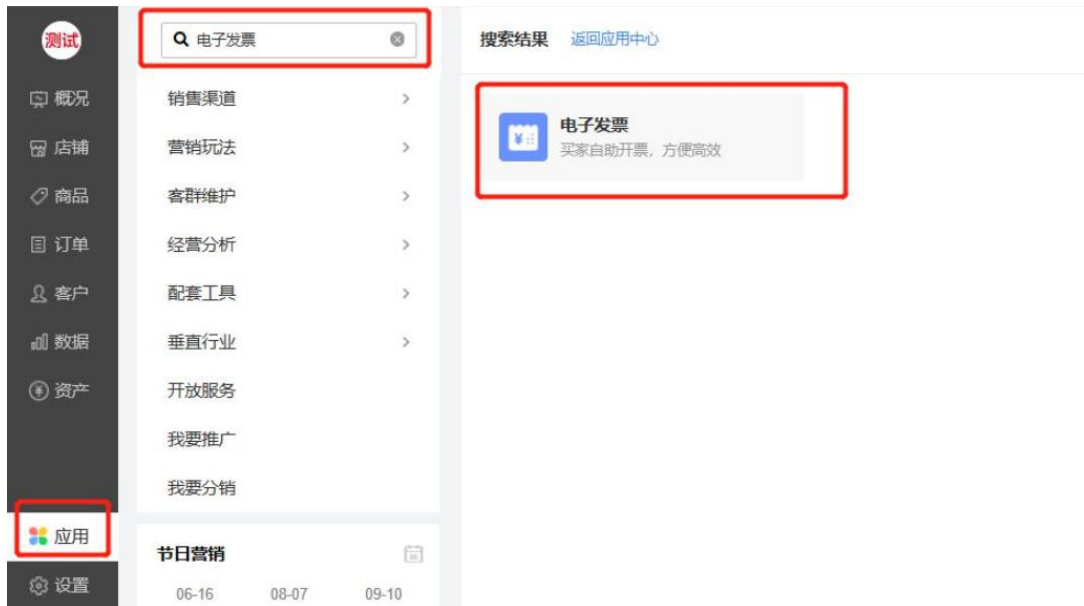 测试
概况
店铺
商品
订单
客户
数据
资产
应用
设置
电子发票
销售渠道
营销玩法
客群维护
经营分析
配套工具
垂直行业
开放服务
我要推广
我要分销
节日营销
06-16 08-07 09-10
搜索结果 返回应用中心
电子发票
买家自助开票，方便高效